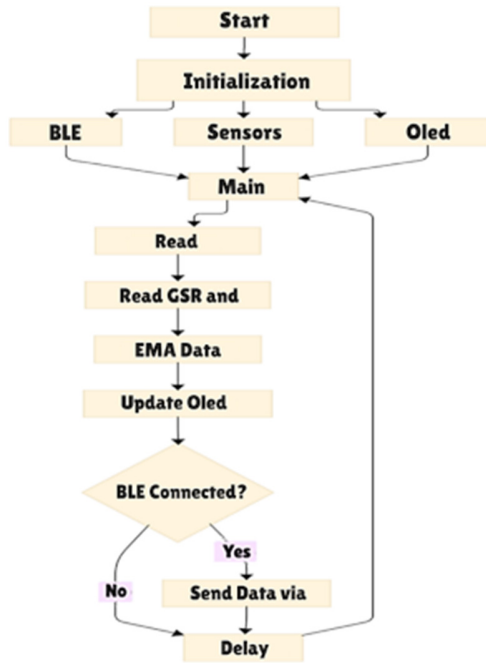 Start
Initialization
BLE
Sensors
Oled
Main
Read
Read GSR and
EMA Data
Update Oled
BLE Connected?
Yes
No
Send Data via
Delay